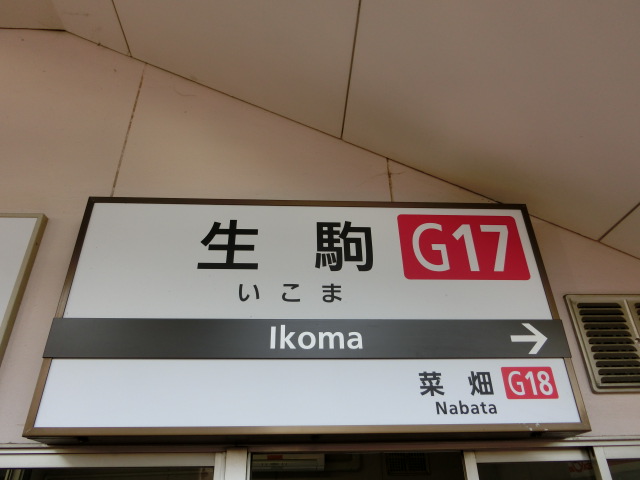 生駒 G17
いこま
Ikoma →
菜畑 G18
Nabata